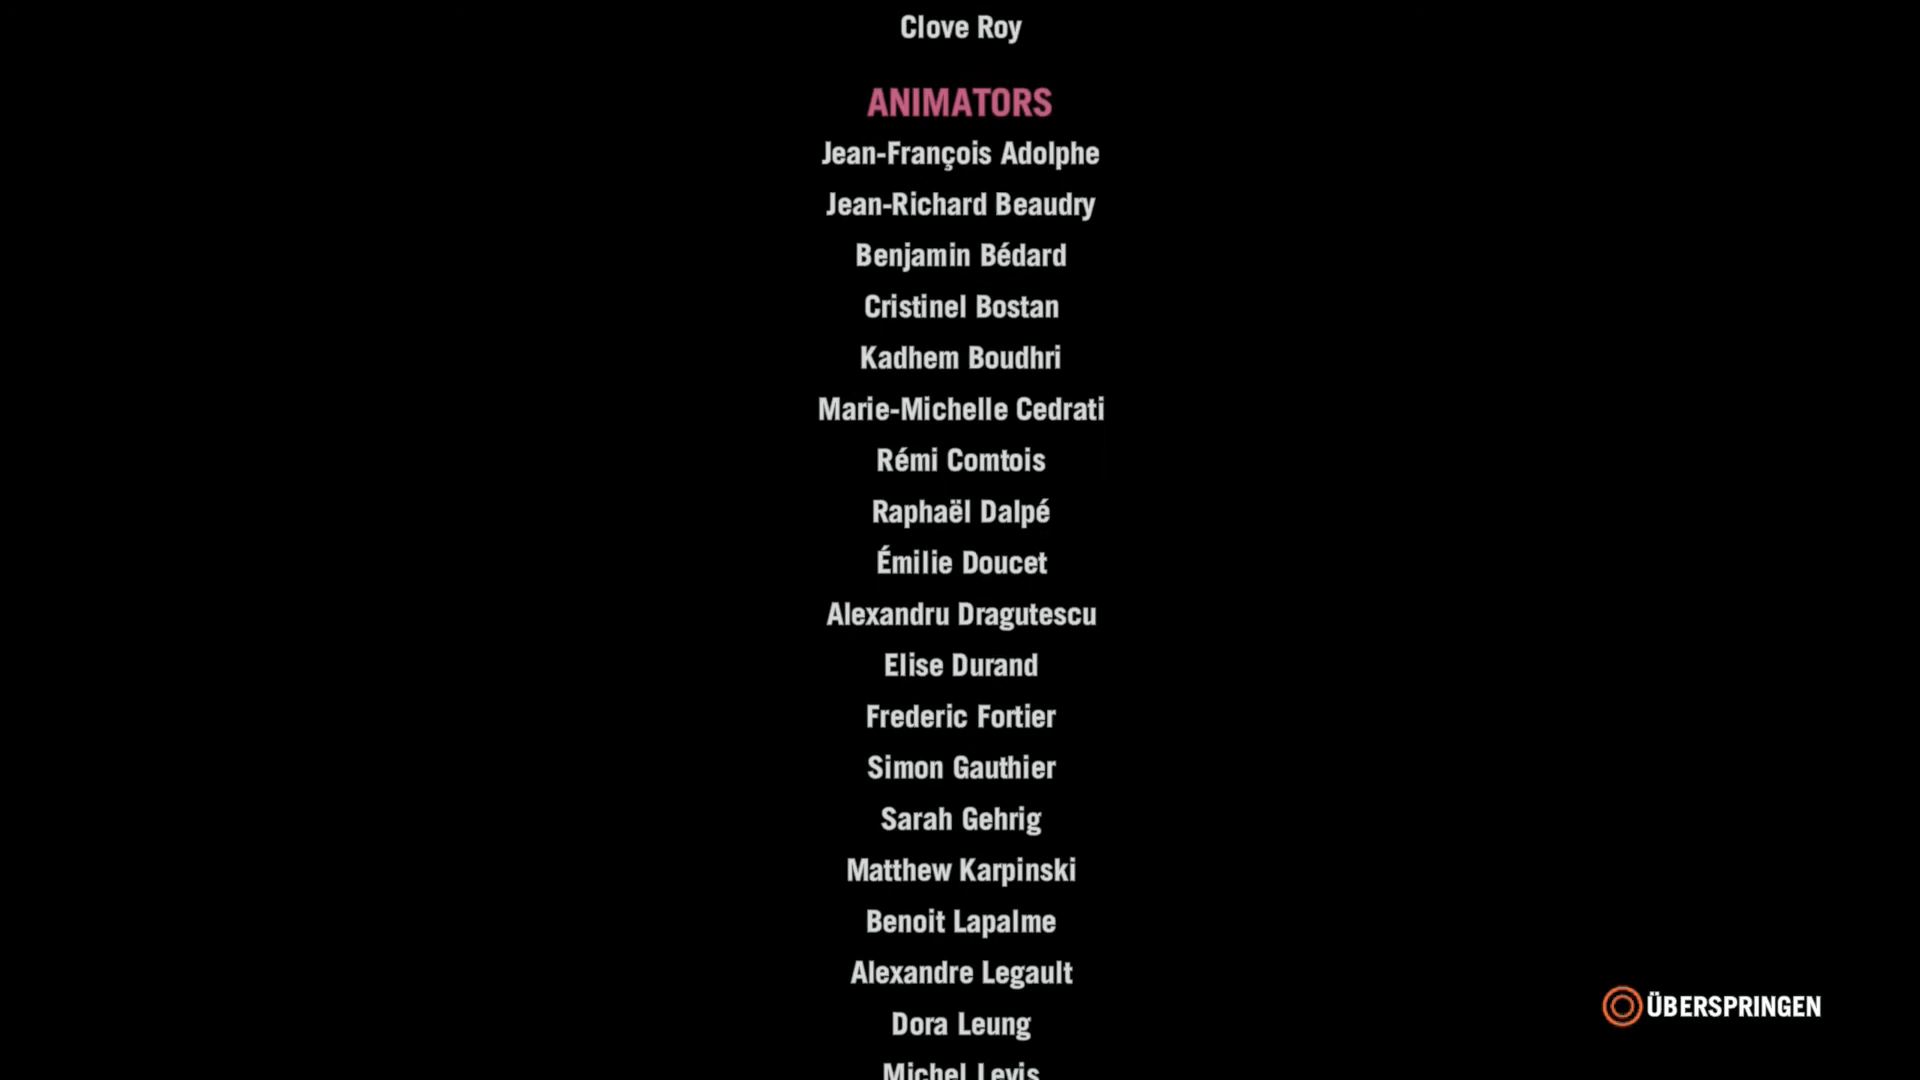 Clove Roy
ANIMATORS
Jean-François Adolphe
Jean-Richard Beaudry
Benjamin Bédard
Cristinel Bostan
Kadhem Boudhri
Marie-Michelle Cedrati
Rémi Comtois
Raphaël Dalpé
Émilie Doucet
Alexandru Dragutescu
Elise Durand
Frederic Fortier
Simon Gauthier
Sarah Gehrig
Matthew Karpinski
Benoit Lapalme
Alexandre Legault
ÜBERSPRINGEN
Dora Leung
Michel Levis